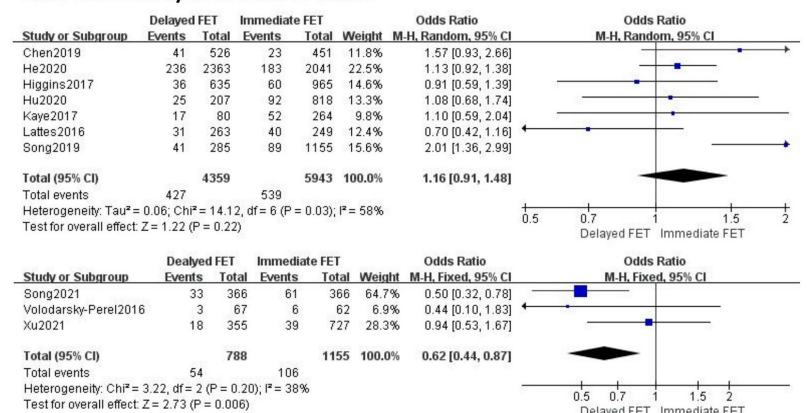 Delayed FET Immediate FET Odds Ratio Odds Ratio
Study or Subgroup Events Total Events Total Weight M-H, Random, 95% CI M-H, Random, 95% CI
Chen2019 41 526 23 451 11.8% 1.57 [0.93, 2.66]
He2020 236 2363 183 2041 22.5% 1.13 [0.92, 1.38]
Higgins2017 36 635 60 965 14.6% 0.91 [0.59, 1.39]
Hu2020 25 207 92 818 13.3% 1.08 [0.68, 1.74]
Kaye2017 17 80 52 264 9.8% 1.10 [0.59, 2.04]
Lattes2016 31 263 40 249 12.4% 0.70 [0.42, 1.16]
Song2019 41 285 89 1155 15.6% 2.01 [1.36, 2.99]
Total (95% CI) 4359 5943 100.0% 1.16 [0.91, 1.48]
Total events 427 539
Heterogeneity: Tau² = 0.06; Chi² = 14.12, df = 6 (P = 0.03); I² = 58%
Test for overall effect: Z = 1.22 (P = 0.22)
0.5 0.7 1 1.5 2
Delayed FET Immediate FET
Dealyed FET Immediate FET Odds Ratio Odds Ratio
Study or Subgroup Events Total Events Total Weight M-H, Fixed, 95% CI M-H, Fixed, 95% CI
Song2021 33 366 61 366 64.7% 0.50 [0.32, 0.78]
Volodarsky-Perel2016 3 67 6 62 6.9% 0.44 [0.10, 1.83]
Xu2021 18 355 39 727 28.3% 0.94 [0.53, 1.67]
Total (95% CI) 788 1155 100.0% 0.62 [0.44, 0.87]
Total events 54 106
Heterogeneity: Chi² = 3.22, df = 2 (P = 0.20); I² = 38%
Test for overall effect: Z = 2.73 (P = 0.006)
0.5 0.7 1 1.5 2
Delayed FET Immediate FET